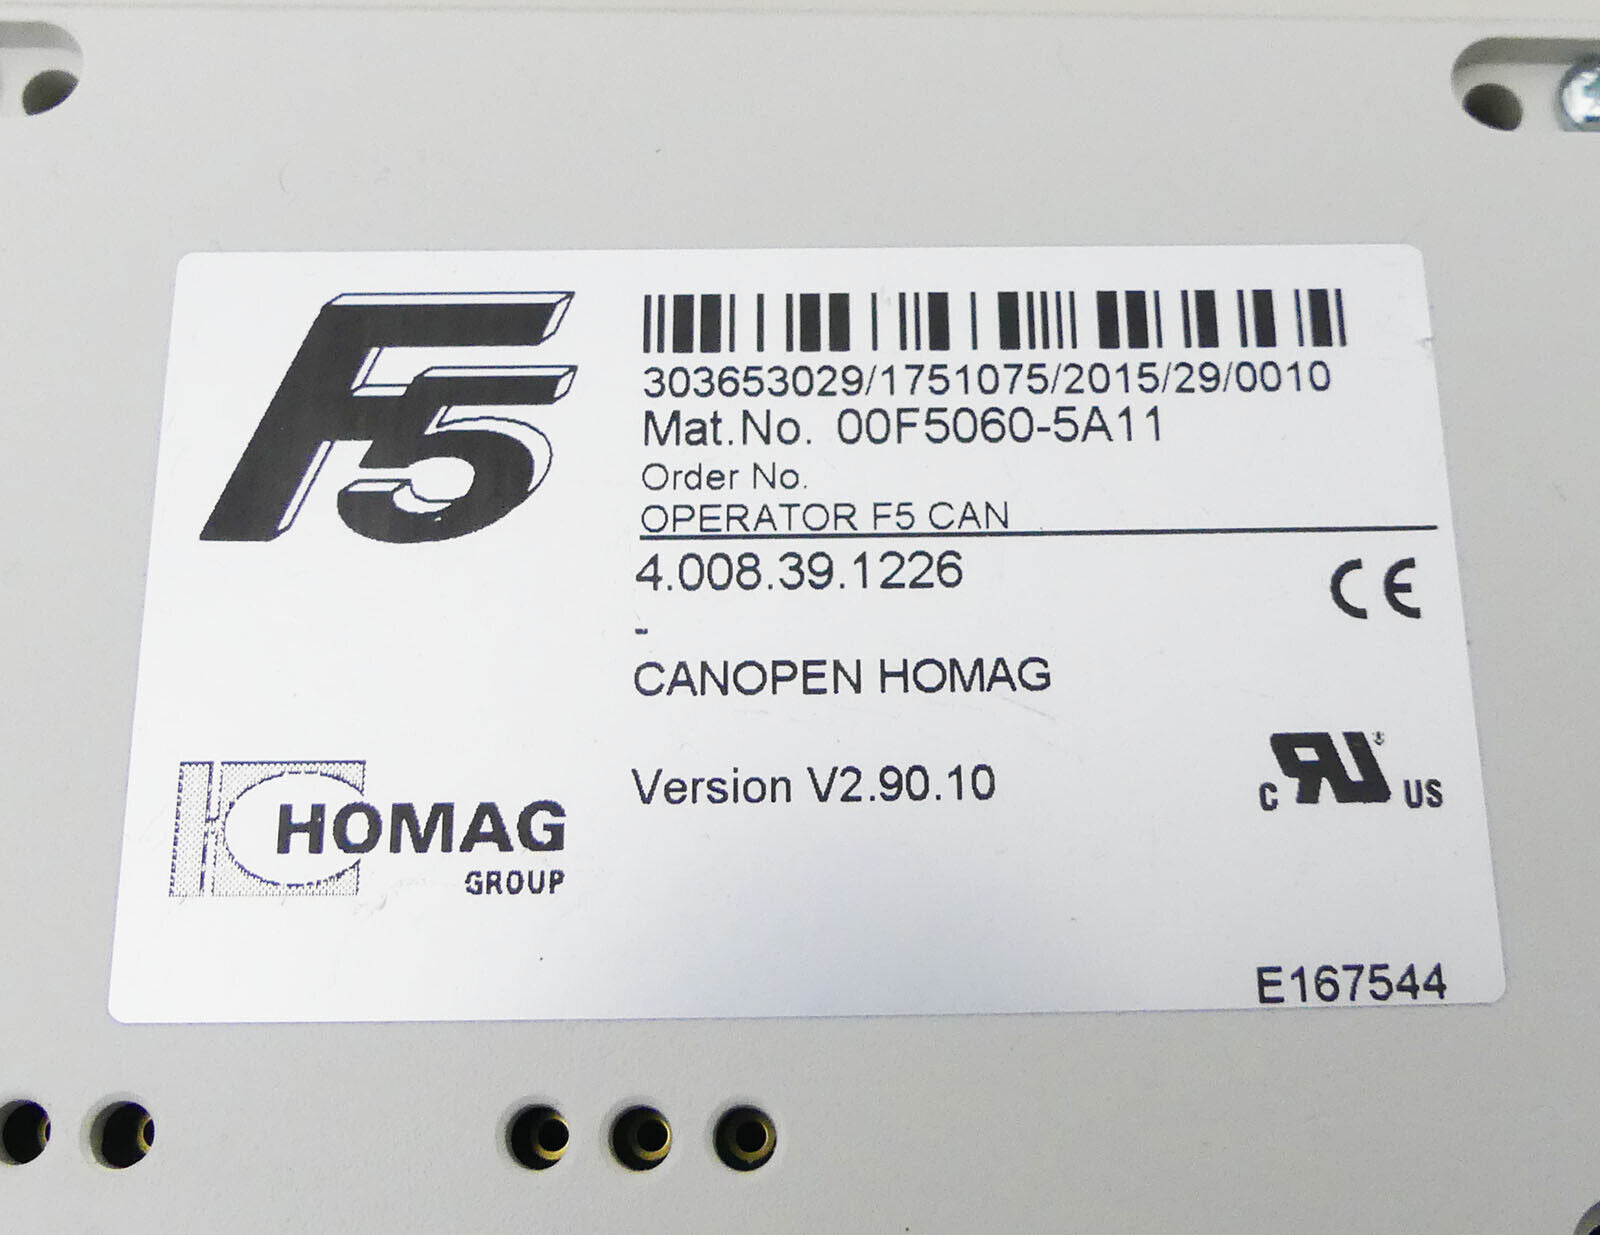 F5
303653029/1751075/2015/29/0010
Mat.No. 00F5060-5A11
Order No.
OPERATOR F5 CAN
4.008.39.1226
-
CE
CANOPEN HOMAG
Version V2.90.10
c RU US
HOMAG
GROUP
E167544